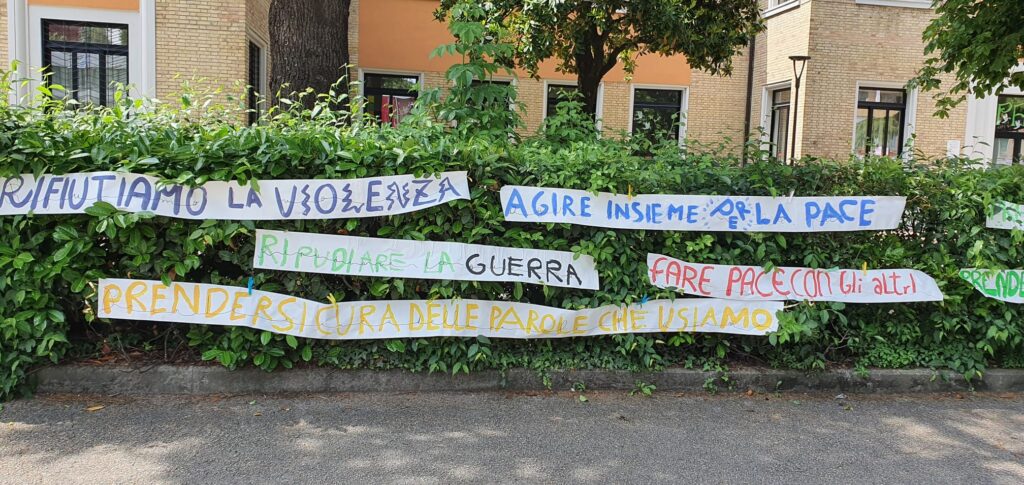 RIFIUTIAMO LA VIOLENZA
AGIRE INSIEME PER LA PACE
RIPUDIARE LA GUERRA
FARE PACE CON GLi aLTRI
PRENDERSI CURA DELLE PAROLE CHE USIAMO
PRENDE